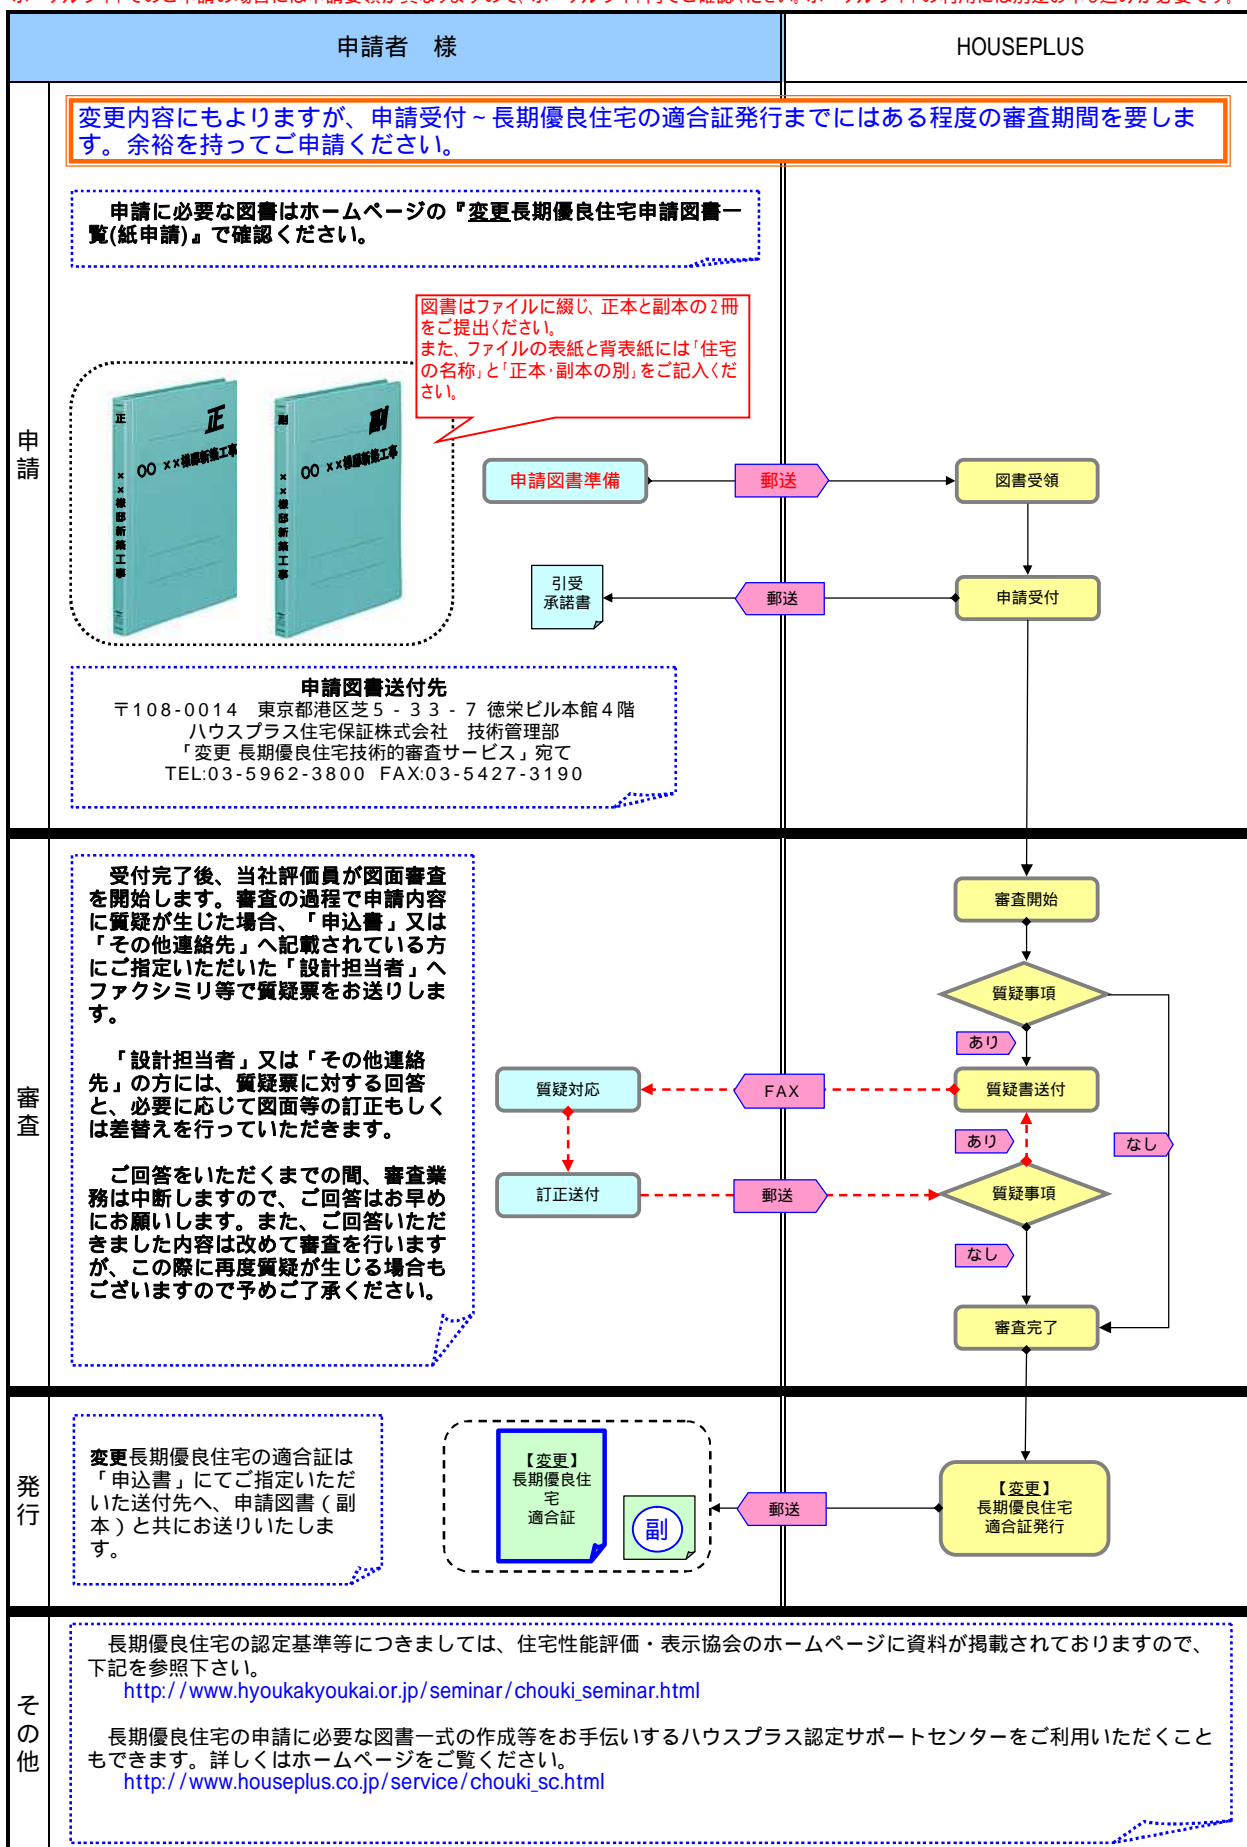 申請者　様
HOUSEPLUS
申請
変更内容にもよりますが、申請受付～長期優良住宅の適合証発行までにはある程度の審査期間を要しま
す。余裕を持ってご申請ください。
申請に必要な図書はホームページの『変更長期優良住宅申請図書一
覧(紙申請)』で確認ください。
図書はファイルに綴じ、正本と副本の2冊
をご提出ください。
また、ファイルの表紙と背表紙には「住宅
の名称」と「正本・副本の別」をご記入くだ
さい。
正
正
〇〇 ××様邸新築工事
××様邸新築工事
副
副
〇〇 ××様邸新築工事
××様邸新築工事
申請図書準備
郵送
図書受領
引受
承諾書
郵送
申請受付
申請図書送付先
〒108-0014　東京都港区芝５-３３-７ 徳栄ビル本館４階
ハウスプラス住宅保証株式会社　技術管理部
「変更 長期優良住宅技術的審査サービス」宛て
TEL:03-5962-3800 FAX:03-5427-3190
審査
受付完了後、当社評価員が図面審査
を開始します。審査の過程で申請内容
に質疑が生じた場合、「申込書」又は
「その他連絡先」へ記載されている方
にご指定いただいた「設計担当者」へ
ファクシミリ等で質疑票をお送りしま
す。
「設計担当者」又は「その他連絡
先」の方には、質疑票に対する回答
と、必要に応じて図面等の訂正もしく
は差替えを行っていただきます。
ご回答をいただくまでの間、審査業
務は中断しますので、ご回答はお早め
にお願いします。また、ご回答いただ
きました内容は改めて審査を行います
が、この際に再度質疑が生じる場合も
ございますので予めご了承ください。
審査開始
質疑事項
あり
質疑対応
FAX
質疑書送付
あり
なし
訂正送付
郵送
質疑事項
なし
審査完了
発行
変更長期優良住宅の適合証は
「申込書」にてご指定いただ
いた送付先へ、申請図書（副
本）と共にお送りいたしま
す。
【変更】
長期優良住
宅
適合証
副
郵送
【変更】
長期優良住宅
適合証発行
その他
長期優良住宅の認定基準等につきましては、住宅性能評価・表示協会のホームページに資料が掲載されておりますので、
下記を参照下さい。
http://www.hyoukakyoukai.or.jp/seminar/chouki_seminar.html
長期優良住宅の申請に必要な図書一式の作成等をお手伝いするハウスプラス認定サポートセンターをご利用いただくこと
もできます。詳しくはホームページをご覧ください。
http://www.houseplus.co.jp/service/chouki_sc.html